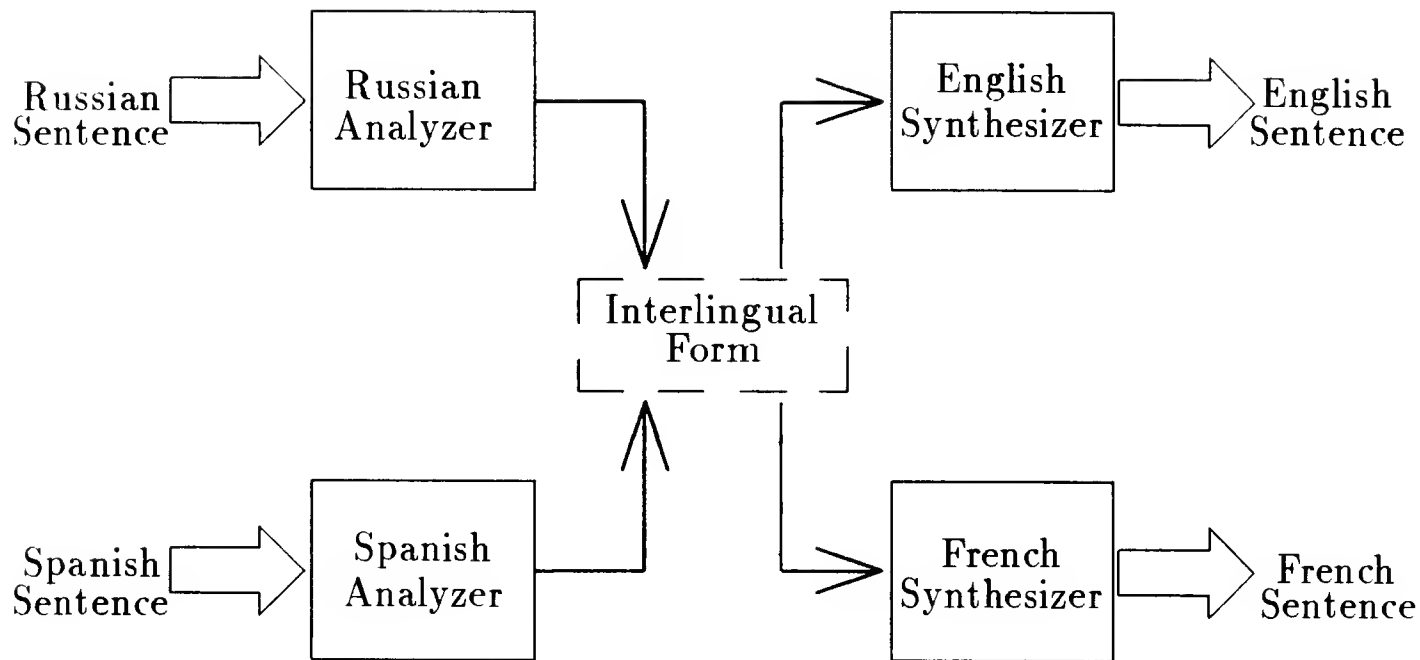 Russian
Sentence
Russian
Analyzer
English
Synthesizer
English
Sentence
Interlingual
Form
Spanish
Sentence
Spanish
Analyzer
French
Synthesizer
French
Sentence